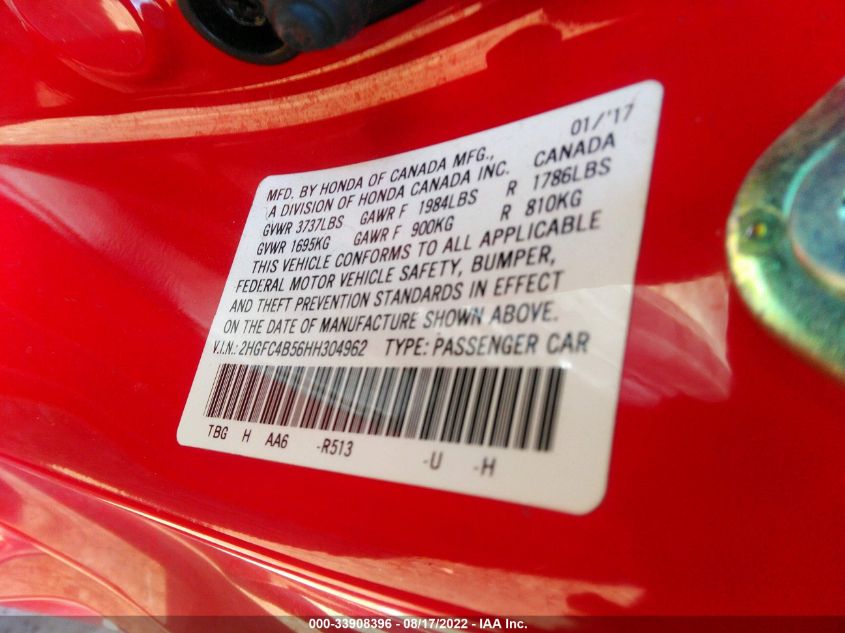 01/'17
MFD. BY HONDA OF CANADA MFG.,
A DIVISION OF HONDA CANADA INC. CANADA
GVWR 3737LBS GAWR F 1984LBS R 1786LBS
GVWR 1695KG GAWR F 900KG R 810KG
THIS VEHICLE CONFORMS TO ALL APPLICABLE
FEDERAL MOTOR VEHICLE SAFETY, BUMPER,
AND THEFT PREVENTION STANDARDS IN EFFECT
ON THE DATE OF MANUFACTURE SHOWN ABOVE.
V.I.N.: 2HGFC4B56HH304962 TYPE: PASSENGER CAR
TBG H AA6 -R513 -U -H
000-33908396 - 08/17/2022 - IAA Inc.